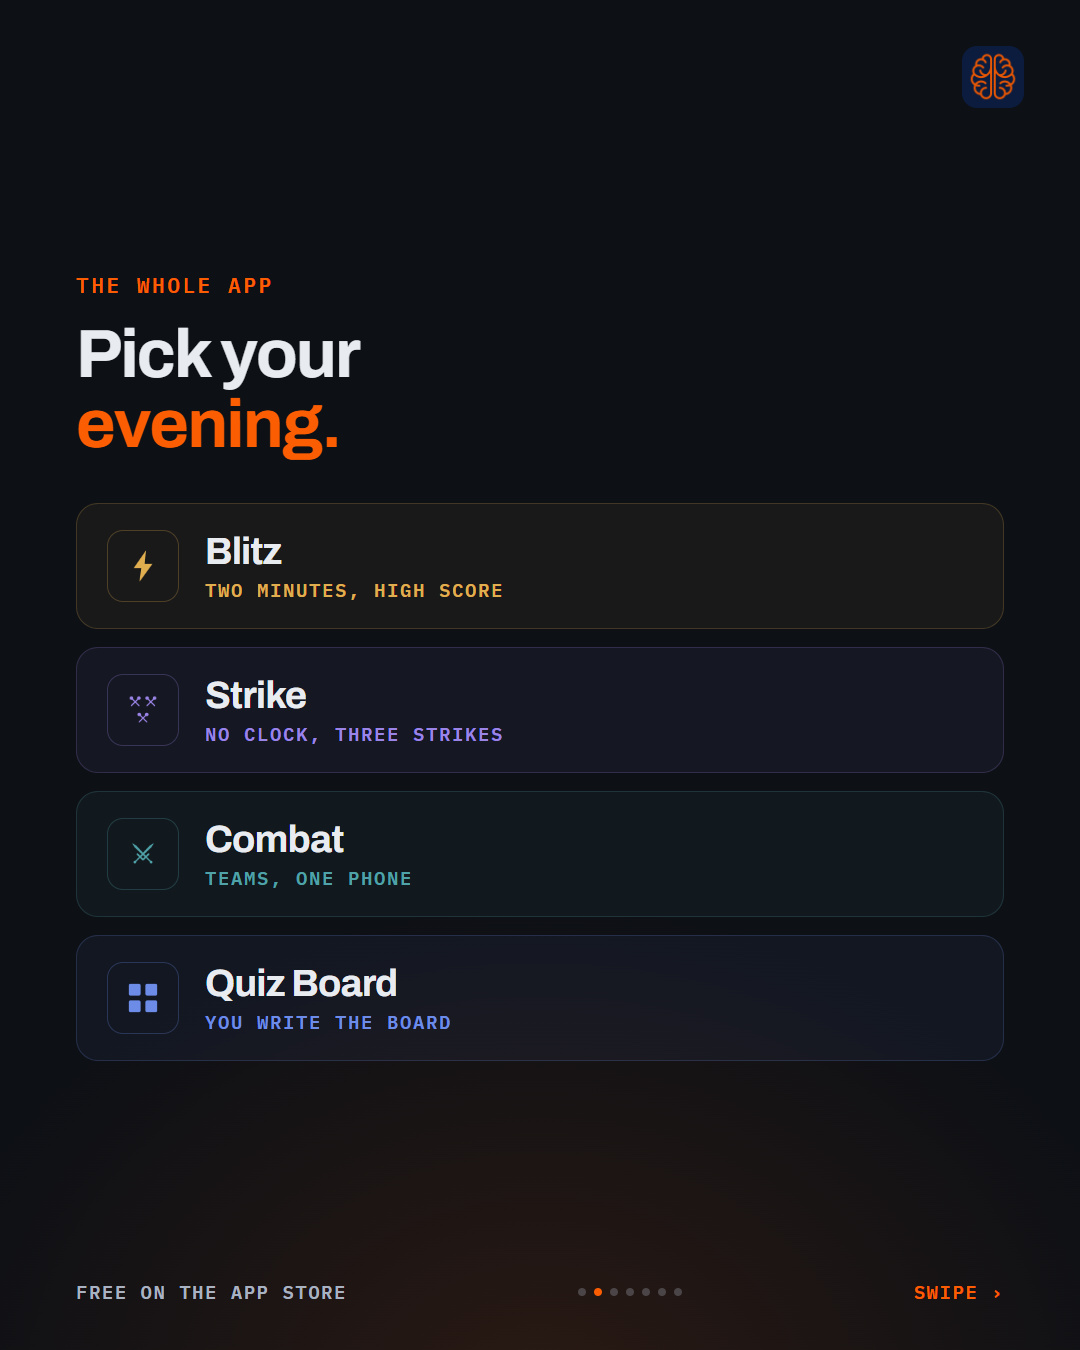 THE WHOLE APP
Pick your
evening.
Blitz
TWO MINUTES, HIGH SCORE
Strike
NO CLOCK, THREE STRIKES
Combat
TEAMS, ONE PHONE
Quiz Board
YOU WRITE THE BOARD
FREE ON THE APP STORE
SWIPE ›